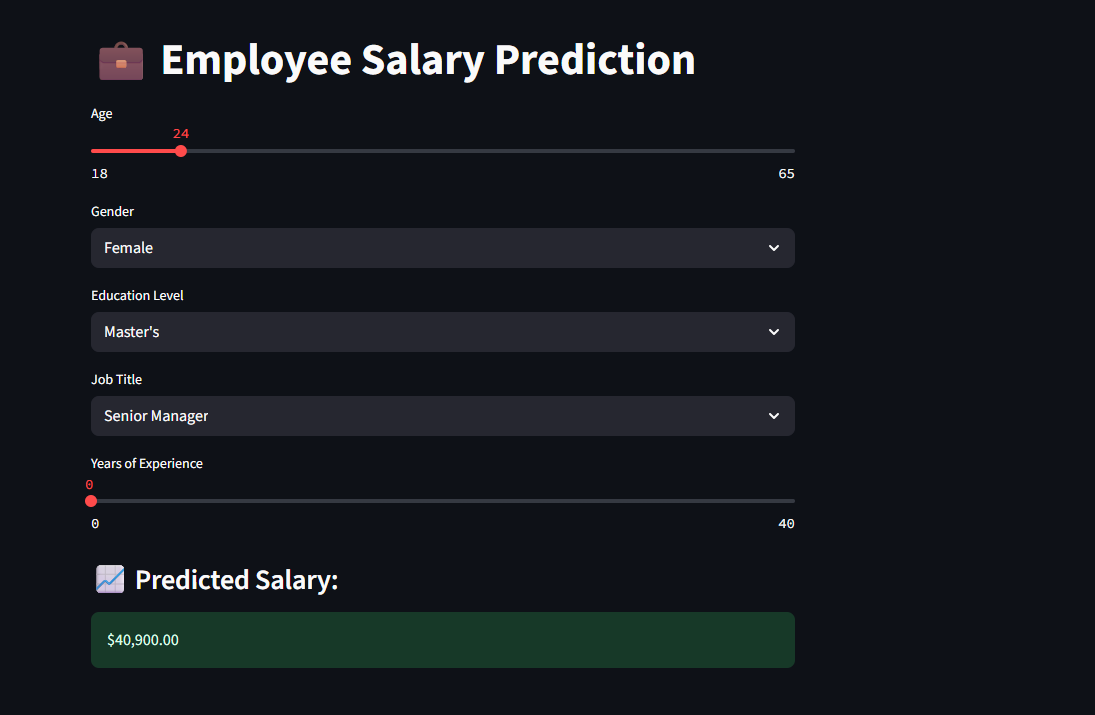 Employee Salary Prediction
Age
24
18 65
Gender
Female
Education Level
Master's
Job Title
Senior Manager
Years of Experience
0
0 40
Predicted Salary:
$40,900.00